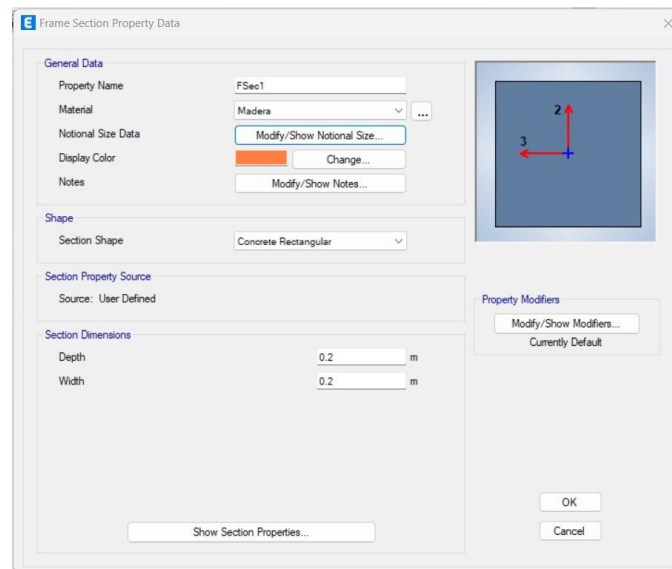 E Frame Section Property Data
General Data
Property Name FSec1
Material Madera ...
Notional Size Data Modify/Show Notional Size...
Display Color Change...
Notes Modify/Show Notes...
2
3
Shape
Section Shape Concrete Rectangular
Section Property Source
Source: User Defined
Property Modifiers
Modify/Show Modifiers...
Currently Default
Section Dimensions
Depth 0.2 m
Width 0.2 m
Show Section Properties...
OK
Cancel